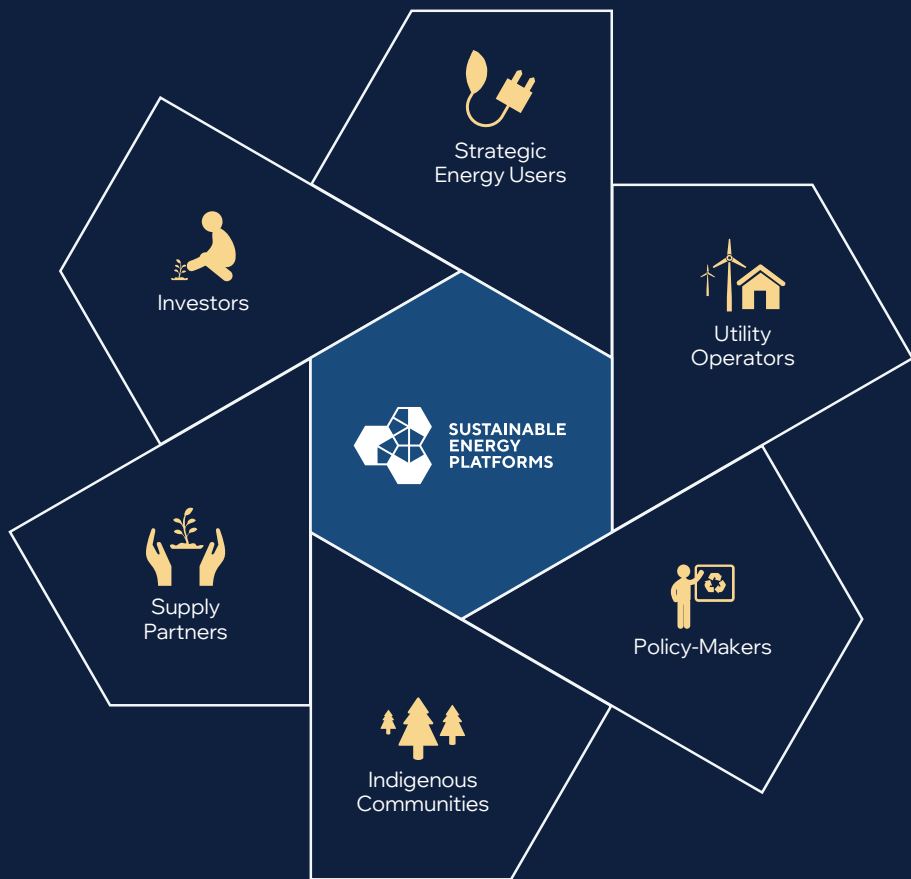 Strategic
Energy Users
Investors
Utility
Operators
SUSTAINABLE
ENERGY
PLATFORMS
Supply
Partners
Policy-Makers
Indigenous
Communities